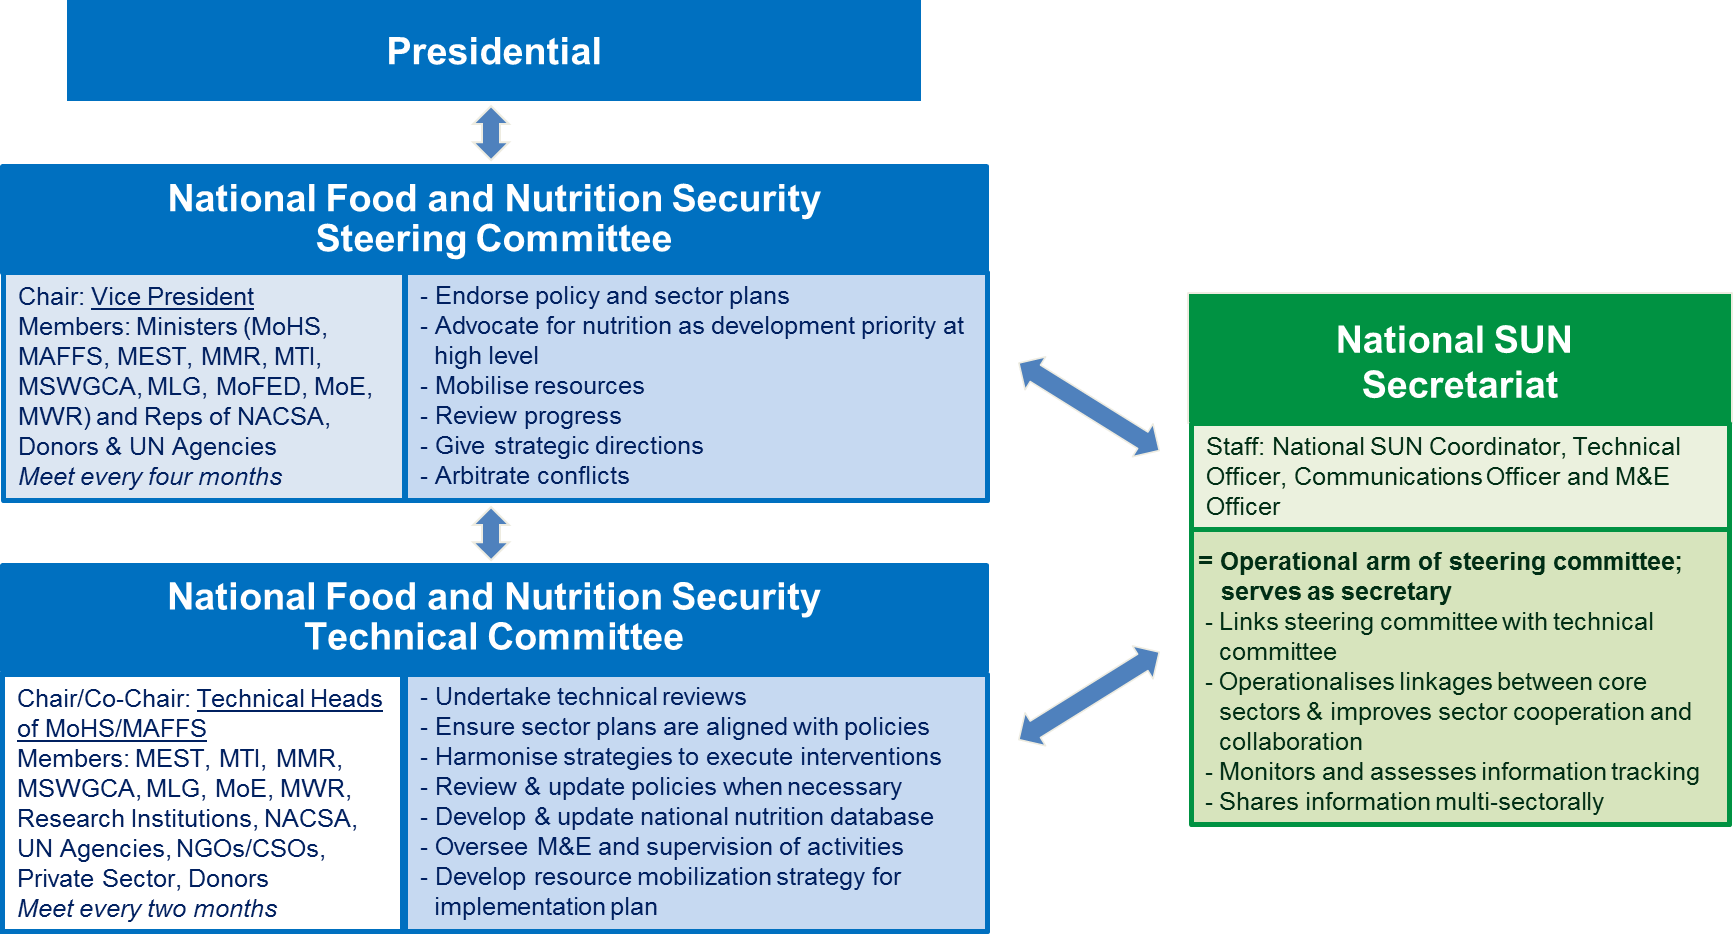 Presidential
National Food and Nutrition Security
Steering Committee
Chair: Vice President
Members: Ministers (MoHS,
MAFFS, MEST, MMR, MTI,
MSWGCA, MLG, MoFED, MoE,
MWR) and Reps of NACSA,
Donors & UN Agencies
Meet every four months
- Endorse policy and sector plans
- Advocate for nutrition as development priority at
high level
- Mobilise resources
- Review progress
- Give strategic directions
- Arbitrate conflicts
National Food and Nutrition Security
Technical Committee
Chair/Co-Chair: Technical Heads
of MoHS/MAFFS
Members: MEST, MTI, MMR,
MSWGCA, MLG, MoE, MWR,
Research Institutions, NACSA,
UN Agencies, NGOs/CSOs,
Private Sector, Donors
Meet every two months
- Undertake technical reviews
- Ensure sector plans are aligned with policies
- Harmonise strategies to execute interventions
- Review & update policies when necessary
- Develop & update national nutrition database
- Oversee M&E and supervision of activities
- Develop resource mobilization strategy for
implementation plan
National SUN
Secretariat
Staff: National SUN Coordinator, Technical
Officer, Communications Officer and M&E
Officer
= Operational arm of steering committee;
serves as secretary
- Links steering committee with technical
committee
- Operationalises linkages between core
sectors & improves sector cooperation and
collaboration
- Monitors and assesses information tracking
- Shares information multi-sectorally